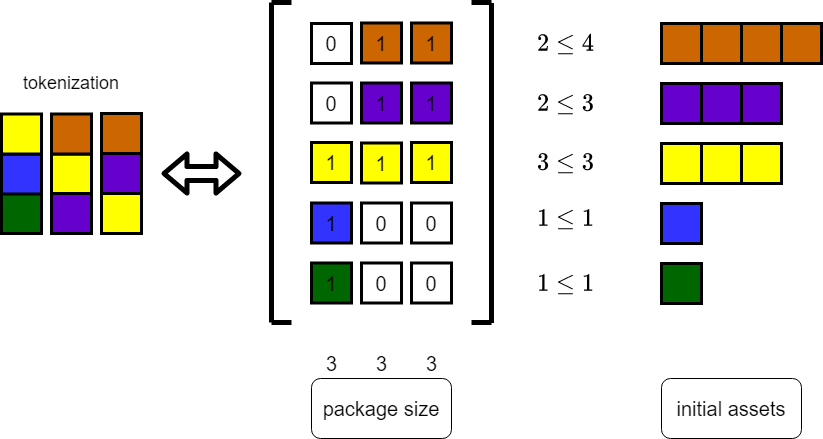 tokenization
0 1 1 2 ≤ 4
0 1 1 2 ≤ 3
1 1 1 3 ≤ 3
1 0 0 1 ≤ 1
1 0 0 1 ≤ 1
3 3 3
package size
initial assets